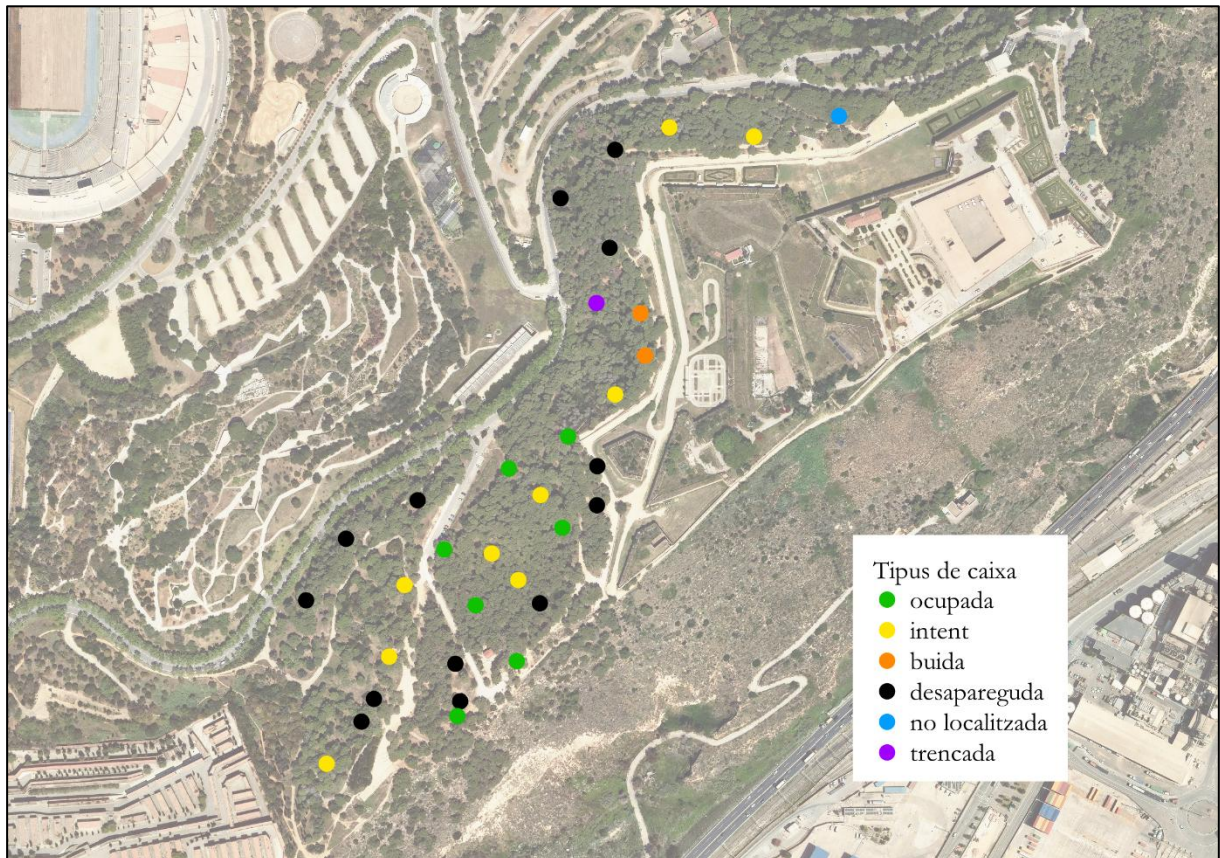 Tipus de caixa
ocupada
intent
buida
desapareguda
no localitzada
trencada